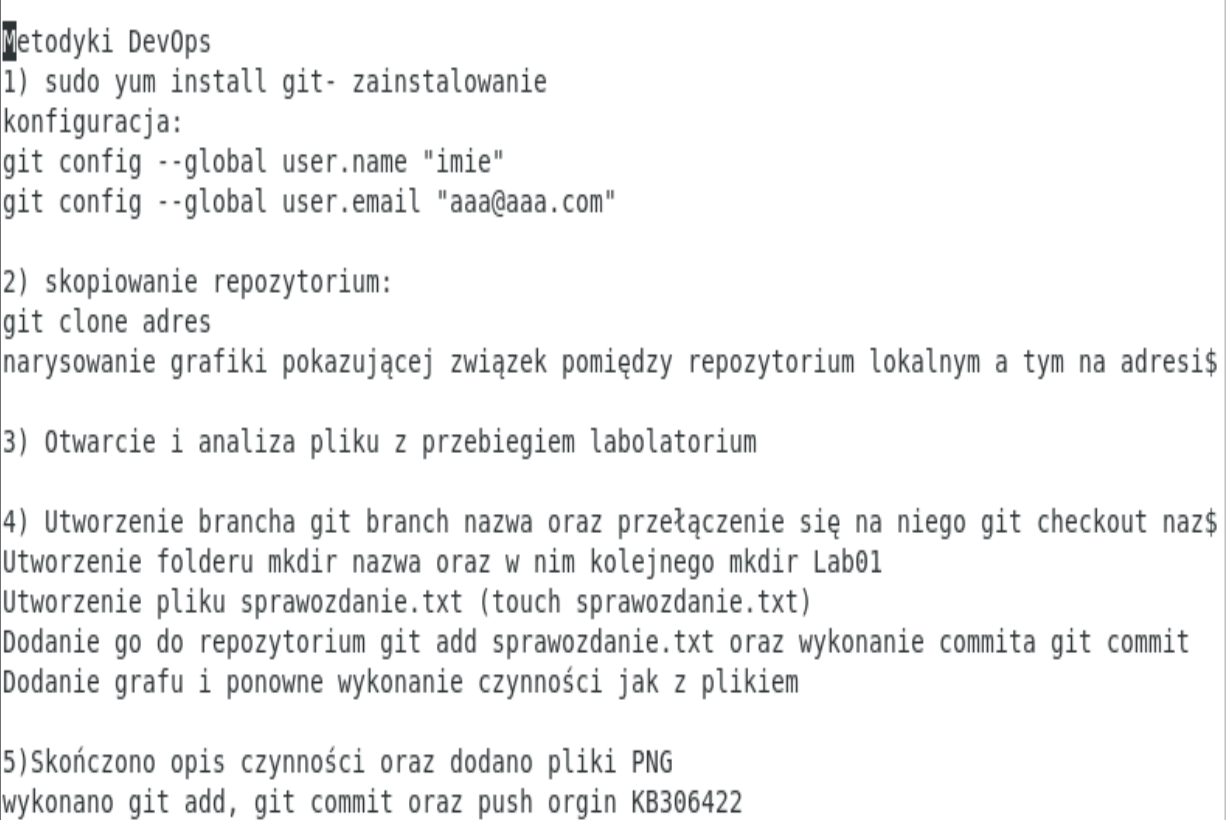 Metodyki DevOps
1) sudo yum install git- zainstalowanie
konfiguracja:
git config --global user.name "imie"
git config --global user.email "aaa@aaa.com"
2) skopiowanie repozytorium:
git clone adres
narysowanie grafiki pokazującej związek pomiędzy repozytorium lokalnym a tym na adresi$
3) Otwarcie i analiza pliku z przebiegiem labolatorium
4) Utworzenie brancha git branch nazwa oraz przełączenie się na niego git checkout naz$
Utworzenie folderu mkdir nazwa oraz w nim kolejnego mkdir Lab01
Utworzenie pliku sprawozdanie.txt (touch sprawozdanie.txt)
Dodanie go do repozytorium git add sprawozdanie.txt oraz wykonanie commita git commit
Dodanie grafu i ponowne wykonanie czynności jak z plikiem
5)Skończono opis czynności oraz dodano pliki PNG
wykonano git add, git commit oraz push orgin KB306422